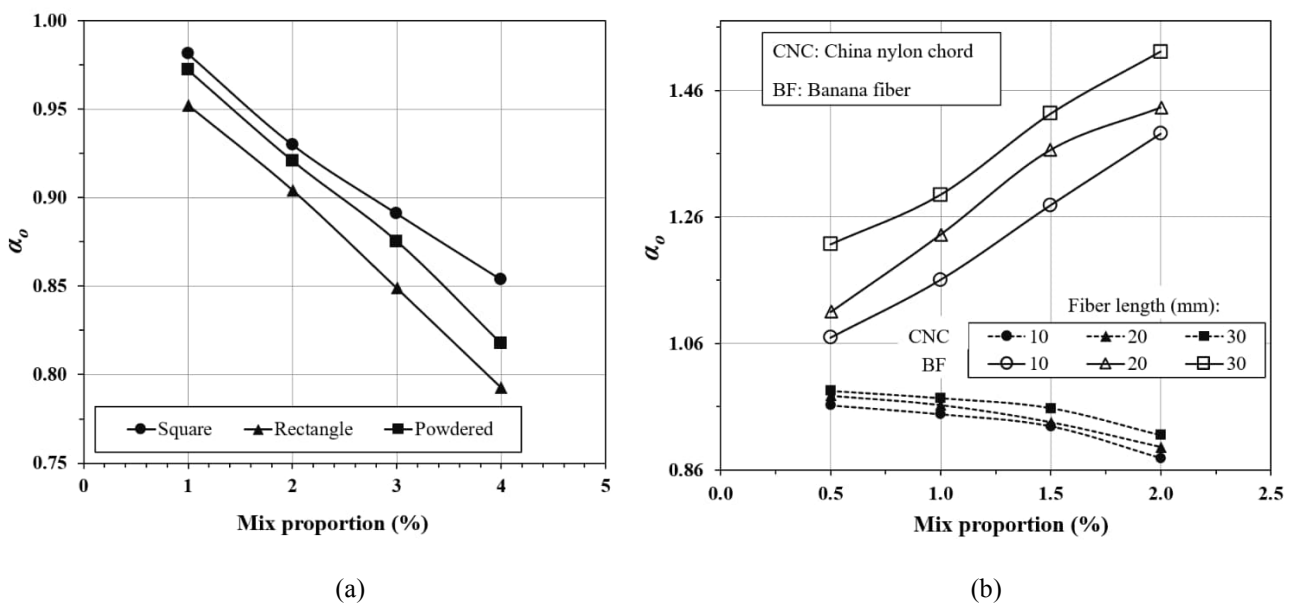 1.00
0.95
0.90
0.85
0.80
0.75
αo
Square Rectangle Powdered
0 1 2 3 4 5
Mix proportion (%)
(a)
CNC: China nylon chord
BF: Banana fiber
1.46
1.26
1.06
0.86
αo
Fiber length (mm):
CNC 10 20 30
BF 10 20 30
0.0 0.5 1.0 1.5 2.0 2.5
Mix proportion (%)
(b)